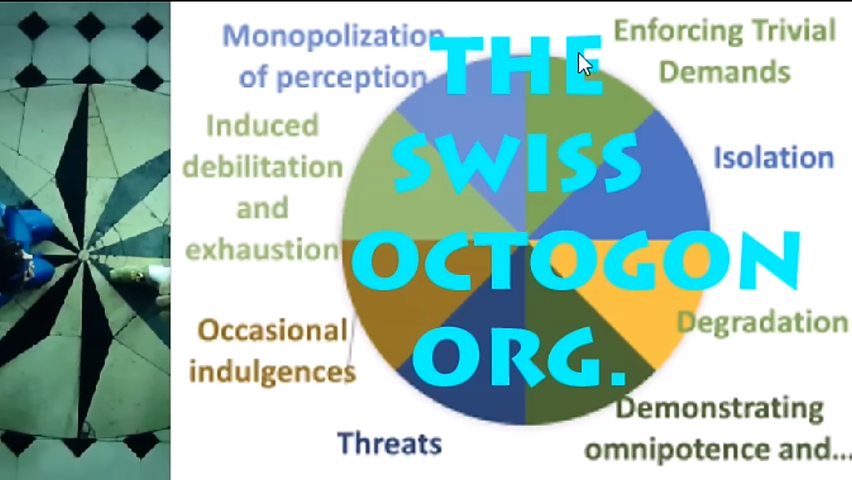 Monopolization
of perception
THE
SWISS
OCTOGON
ORG.
Enforcing Trivial
Demands
Isolation
Degradation
Demonstrating
omnipotence and...
Threats
Occasional
indulgences
Induced
debilitation
and
exhaustion